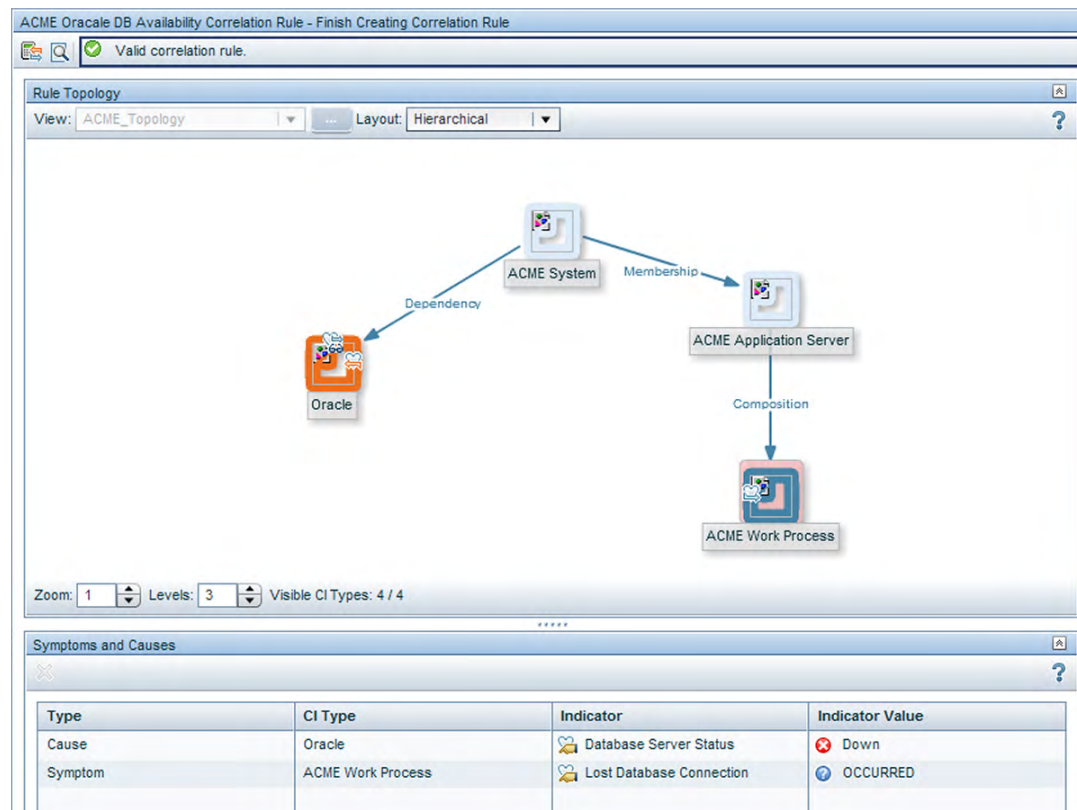 ACME Oracale DB Availability Correlation Rule - Finish Creating Correlation Rule
Valid correlation rule.
Rule Topology
View: ACME_Topology ... Layout: Hierarchical ?
ACME System
Membership
Dependency
ACME Application Server
Oracle
Composition
ACME Work Process
Zoom: 1 Levels: 3 Visible CI Types: 4 / 4
Symptoms and Causes
?
Type CI Type Indicator Indicator Value
Cause Oracle Database Server Status Down
Symptom ACME Work Process Lost Database Connection ? OCCURRED